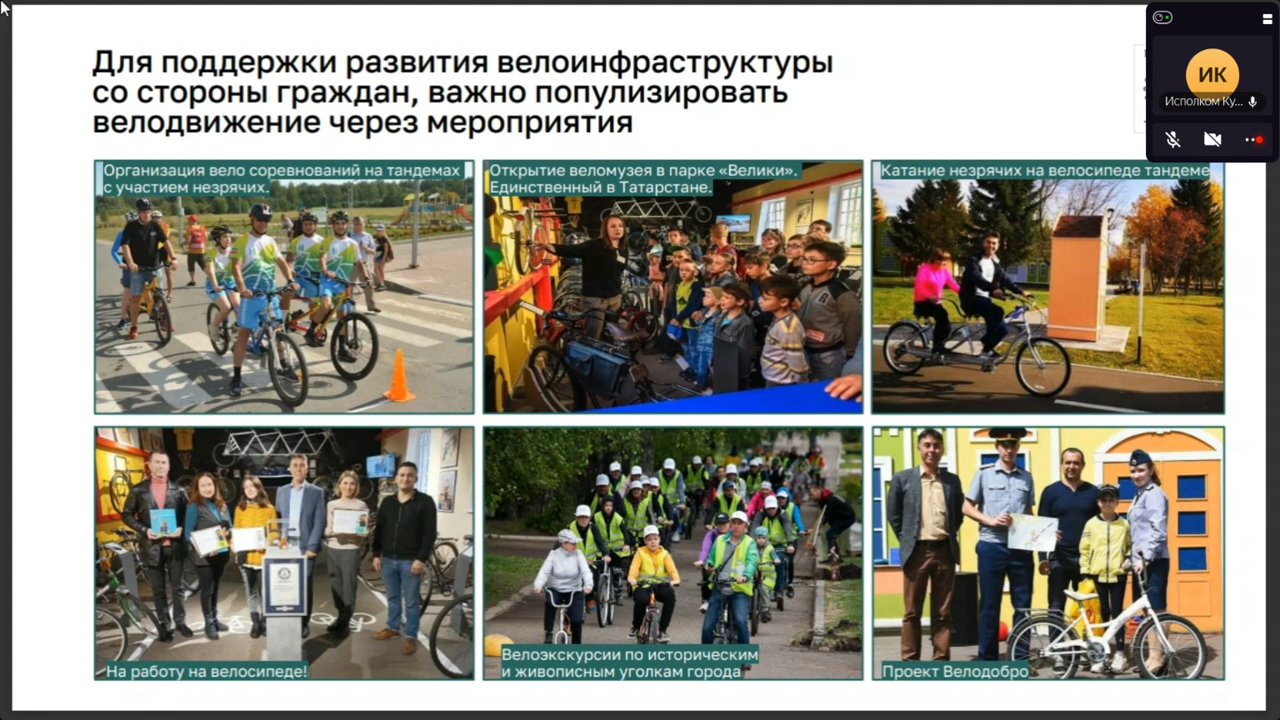 Для поддержки развития велоинфраструктуры
со стороны граждан, важно популизировать
велодвижение через мероприятия
ИК
Исполком Ку...
Организация вело соревнований на тандемах
с участием незрячих.
Открытие веломузея в парке «Велики».
Единственный в Татарстане.
Катание незрячих на велосипеде тандеме
На работу на велосипеде!
Велоэкскурсии по историческим
и живописным уголкам города
Проект Велодобро